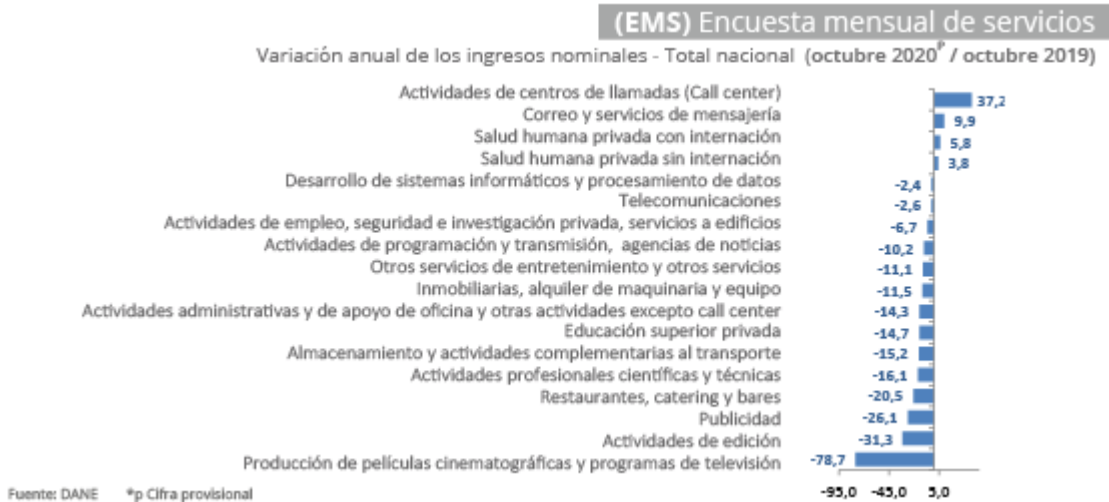 (EMS) Encuesta mensual de servicios
Variación anual de los ingresos nominales - Total nacional (octubre 2020p / octubre 2019)
Actividades de centros de llamadas (Call center) 37,2
Correo y servicios de mensajería 9,9
Salud humana privada con internación 5,8
Salud humana privada sin internación 3,8
Desarrollo de sistemas informáticos y procesamiento de datos -2,4
Telecomunicaciones -2,6
Actividades de empleo, seguridad e investigación privada, servicios a edificios -6,7
Actividades de programación y transmisión, agencias de noticias -10,2
Otros servicios de entretenimiento y otros servicios -11,1
Inmobiliarias, alquiler de maquinaria y equipo -11,5
Actividades administrativas y de apoyo de oficina y otras actividades excepto call center -14,3
Educación superior privada -14,7
Almacenamiento y actividades complementarias al transporte -15,2
Actividades profesionales científicas y técnicas -16,1
Restaurantes, catering y bares -20,5
Publicidad -26,1
Actividades de edición -31,3
Producción de películas cinematográficas y programas de televisión -78,7
-95,0 -45,0 5,0
Fuente: DANE *p Cifra provisional